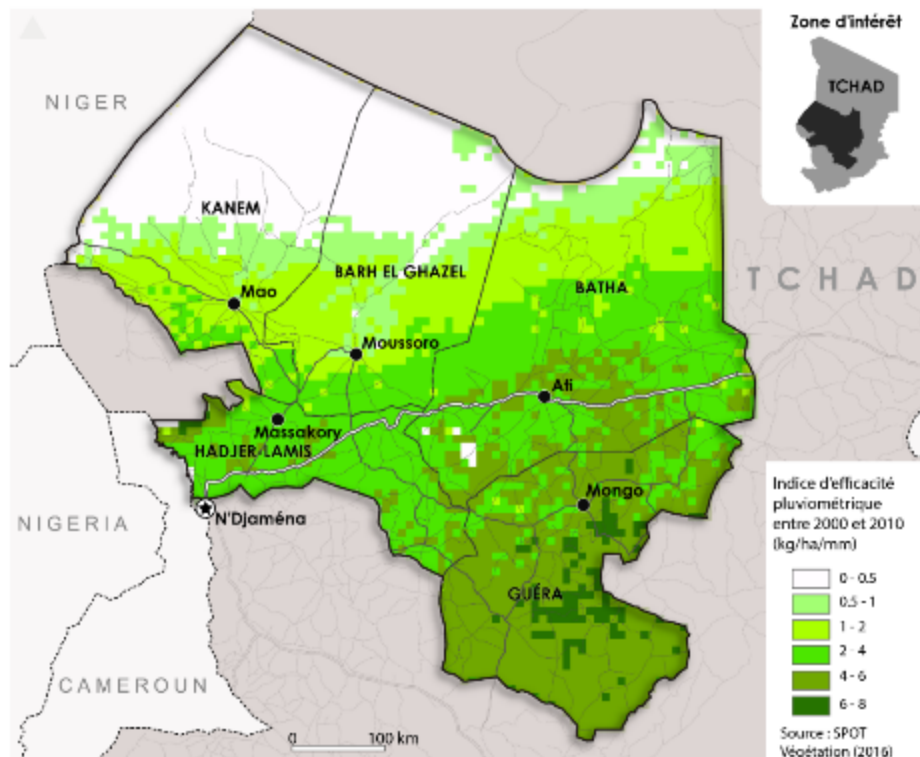 Zone d'intérêt
TCHAD
NIGER
KANEM
BARH EL GHAZEL
BATHA
TCHAD
Mao
Moussoro
Ati
Massakory
HADJER-LAMIS
Mongo
N'Djaména
NIGERIA
GUÉRA
CAMEROUN
0 100 km
Indice d'efficacité
pluviométrique
entre 2000 et 2010
(kg/ha/mm)
0 - 0.5
0.5 - 1
1 - 2
2 - 4
4 - 6
6 - 8
Source : SPOT
Végétation (2016)